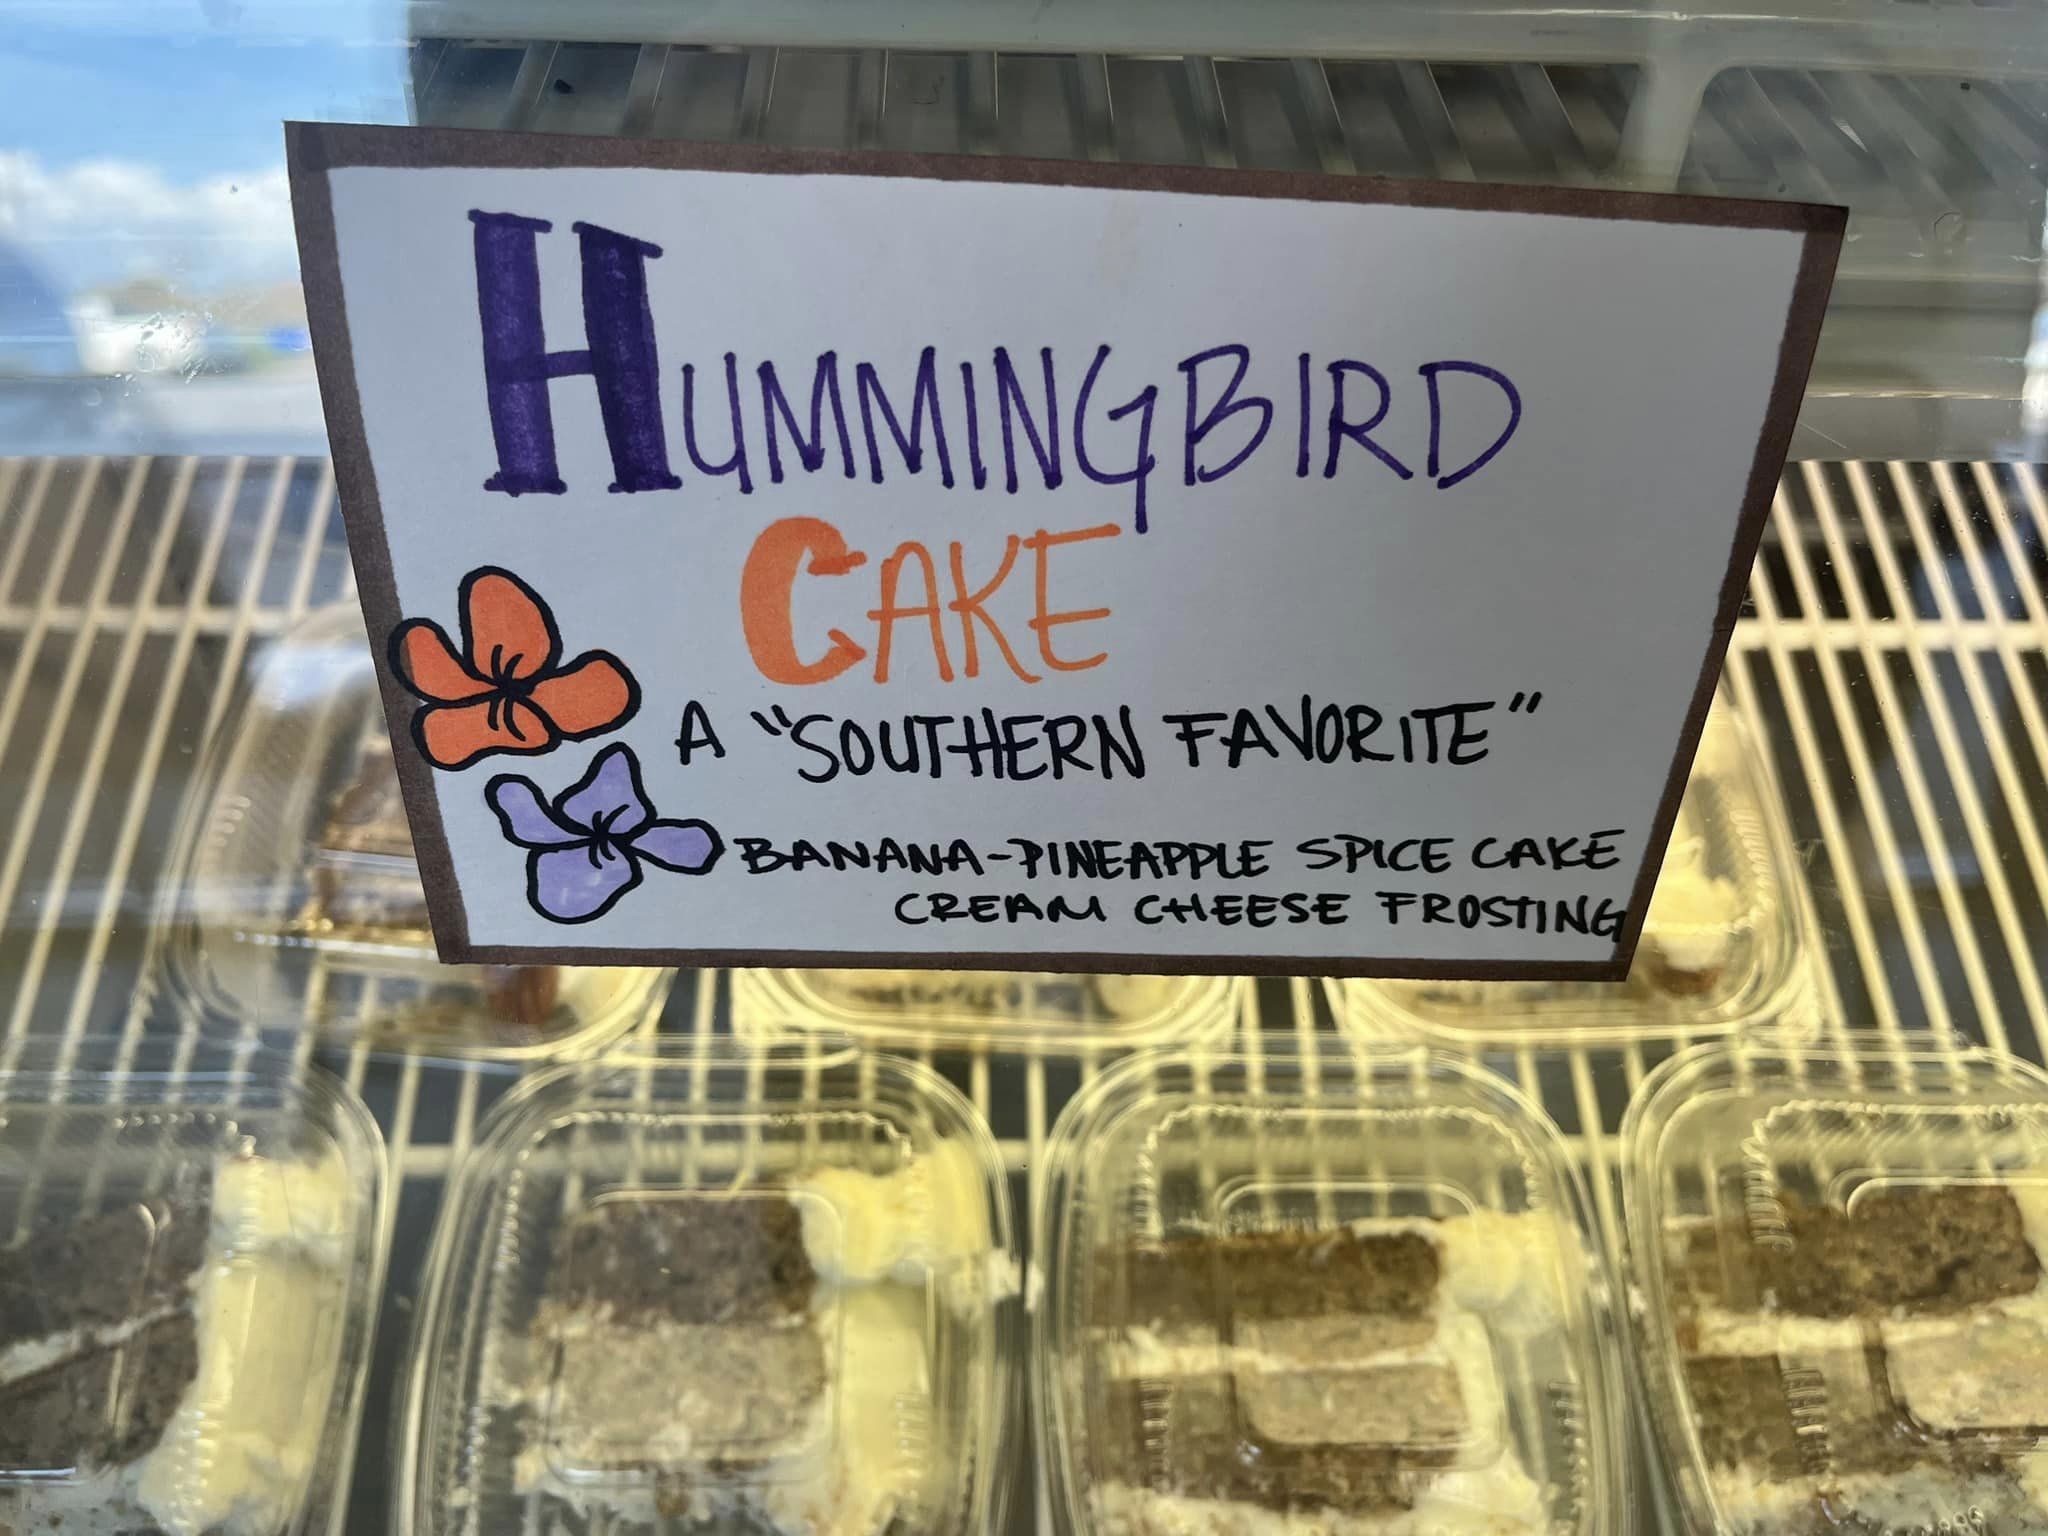 HUMMINGBIRD
CAKE
A "SOUTHERN FAVORITE"
BANANA-PINEAPPLE SPICE CAKE
CREAM CHEESE FROSTING